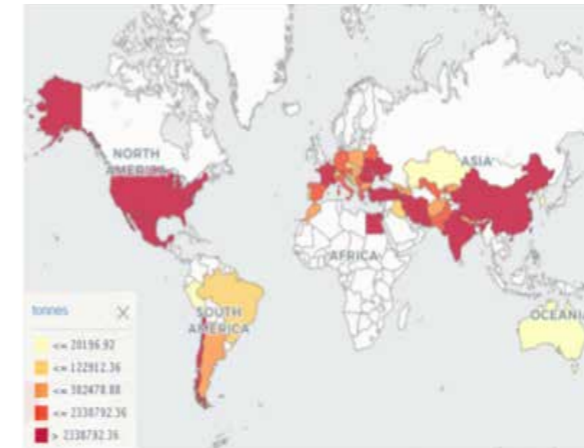 NORTH
AMERICA
ASIA
AFRICA
SOUTH
AMERICA
OCEANIA
tonnes
<= 20196.92
<= 122912.36
<= 382478.88
<= 2338792.36
> 2338792.36